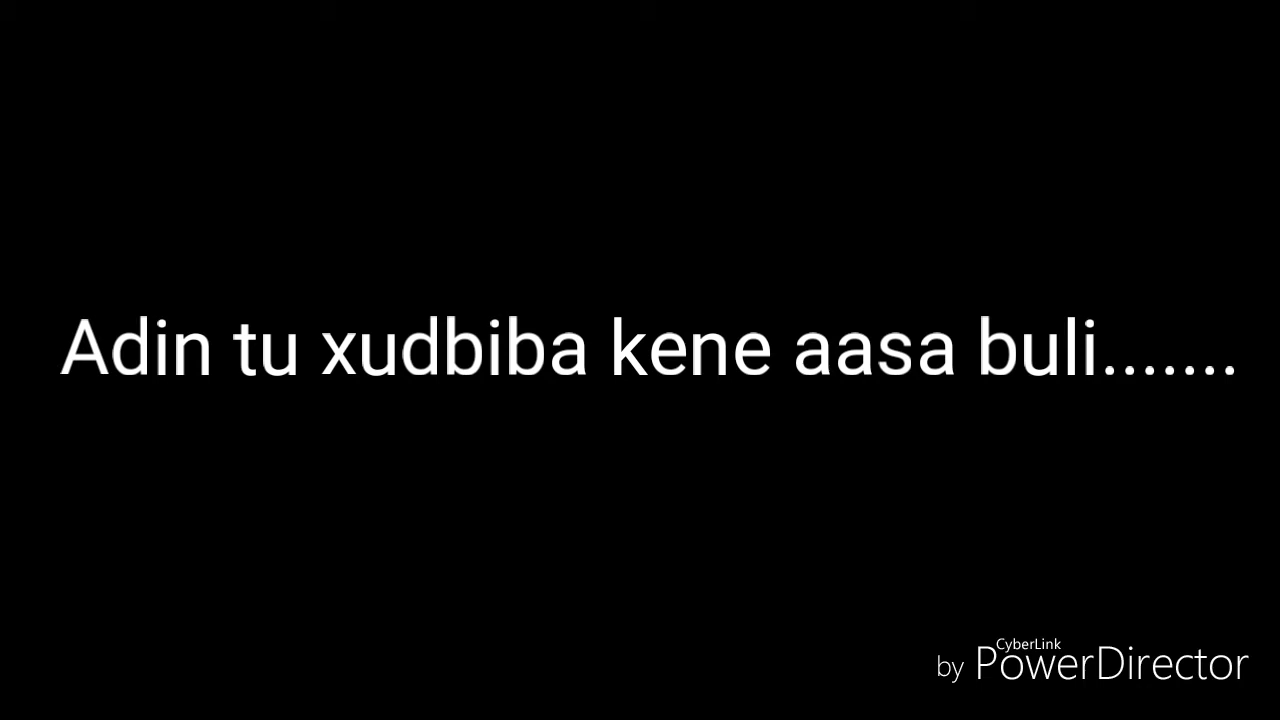 Adin tu xudbiba kene aasa buli.......
CyberLink
by PowerDirector